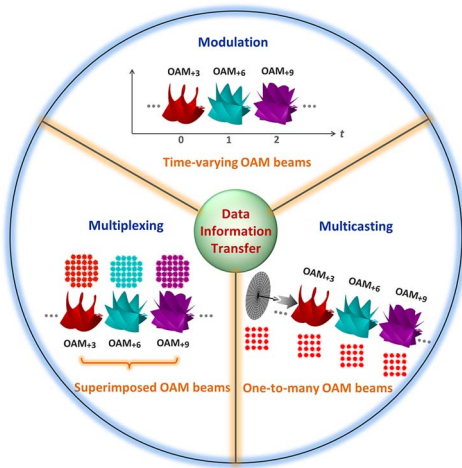 Modulation
OAM+3 OAM+6 OAM+9
... ...
0 1 2 t
Time-varying OAM beams
Data
Information
Transfer
Multiplexing
... ...
OAM+3 OAM+6 OAM+9
Superimposed OAM beams
Multicasting
OAM+3
OAM+6
OAM+9
... ...
One-to-many OAM beams